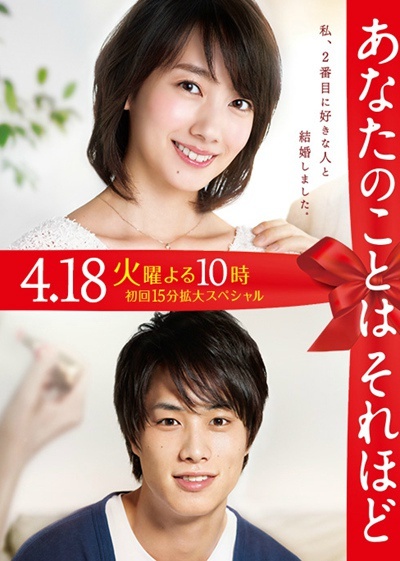 あなたのことはそれほど
私、２番目に好きな人と
結婚しました。
4.18 火曜よる10時
初回15分拡大スペシャル